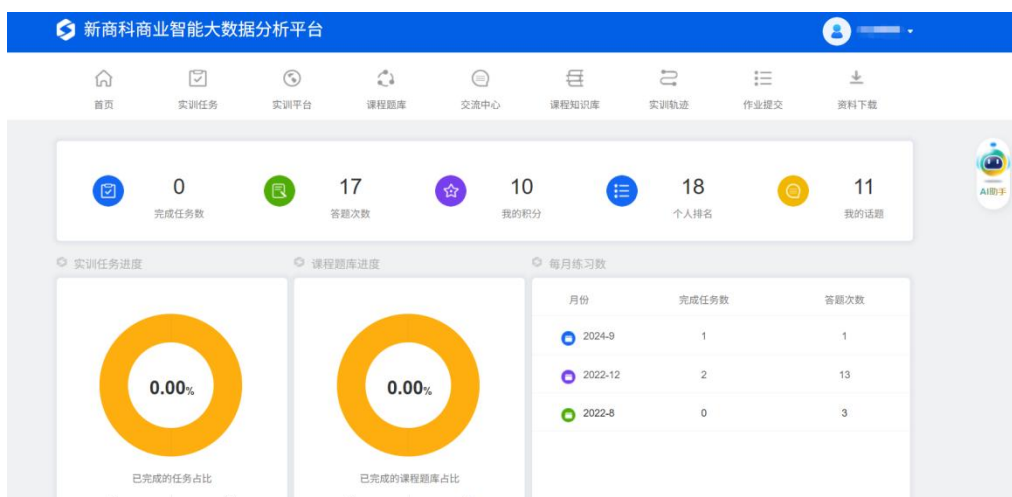 新商科商业智能大数据分析平台
首页 实训任务 实训平台 课程题库 交流中心 课程知识库 实训轨迹 作业提交 资料下载
0 17 10 18 11
完成任务数 答题次数 我的积分 个人排名 我的话题
AI助手
实训任务进度 课程题库进度 每月练习数
月份 完成任务数 答题次数
2024-9 1 1
2022-12 2 13
2022-8 0 3
0.00% 0.00%
已完成的任务占比 已完成的课程题库占比